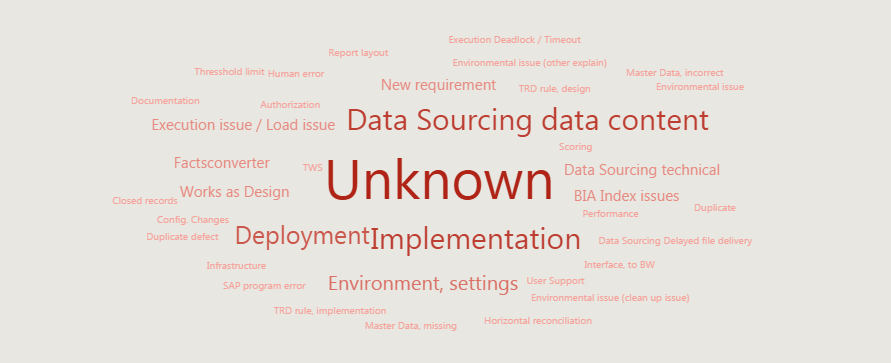 Execution Deadlock / Timeout
Report layout
Environmental issue (other explain)
Thresshold limit
Human error
Master Data, incorrect
New requirement
TRD rule, design
Environmental issue
Documentation
Authorization
Execution issue / Load issue
Data Sourcing data content
Scoring
Factsconverter
TWS
Unknown
Data Sourcing technical
Works as Design
BIA Index issues
Closed records
Performance
Duplicate
Config. Changes
Duplicate defect
Deployment
Implementation
Data Sourcing Delayed file delivery
Infrastructure
Interface, to BW
SAP program error
Environment, settings
User Support
Environmental issue (clean up issue)
TRD rule, implementation
Master Data, missing
Horizontal reconciliation